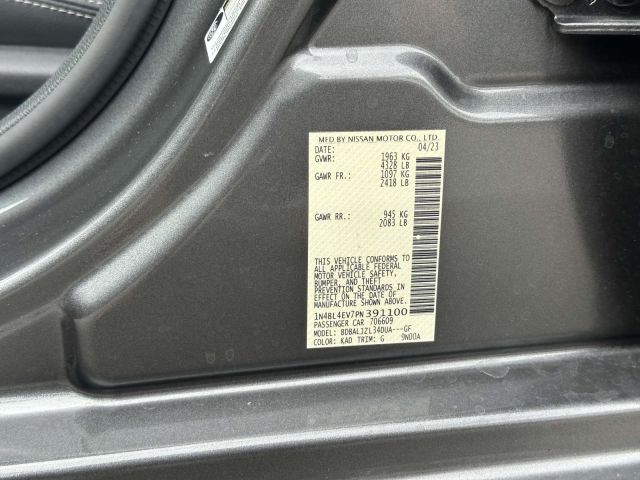 MFD BY NISSAN MOTOR CO., LTD.
DATE: 04/23
GVWR: 1963 KG
4328 LB
GAWR FR.: 1097 KG
2418 LB
GAWR RR.: 945 KG
2083 LB
THIS VEHICLE CONFORMS TO
ALL APPLICABLE FEDERAL
MOTOR VEHICLE SAFETY,
BUMPER, AND THEFT
PREVENTION STANDARDS IN
EFFECT ON THE DATE OF
MANUFACTURE SHOWN ABOVE.
1N4BL4EV7PN391100
PASSENGER CAR 706609
MODEL: BDBALJZL34DUA---GF
COLOR: KAD TRIM: G 9NDOA